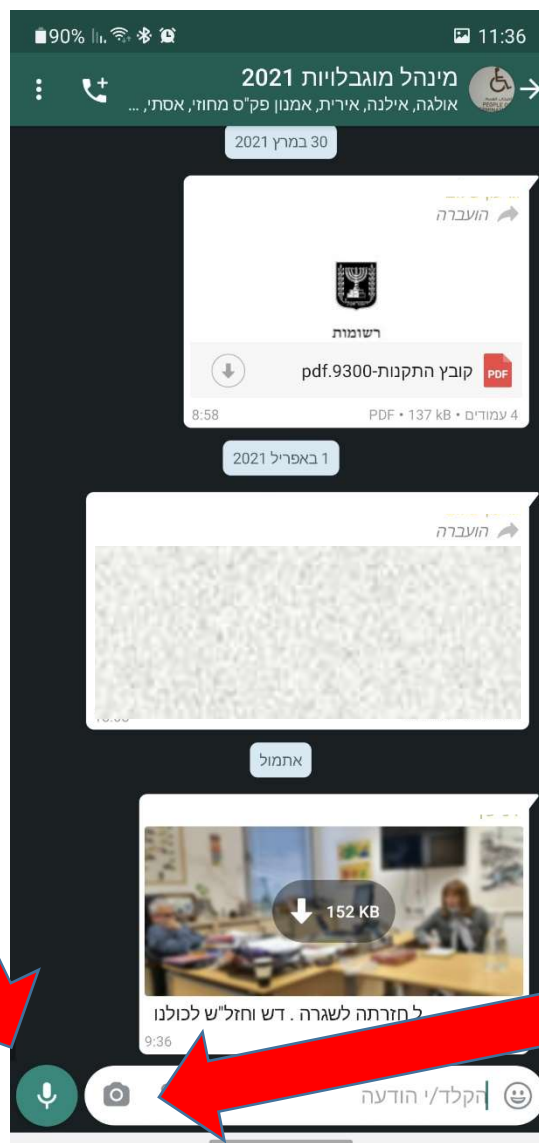 90% 11:36
מינהל מוגבלויות 2021
אולגה, אילנה, אירית, אמנון פק"ס מחוזי, אסתי, ...
30 במרץ 2021
הועברה
רשומות
קובץ התקנות-9300.pdf
PDF
4 עמודים • 137 kB • PDF
8:58
1 באפריל 2021
הועברה
אתמול
152 KB
ל חזרתה לשגרה . דש וחזל"ש לכולנו
9:36
הקלד/י הודעה